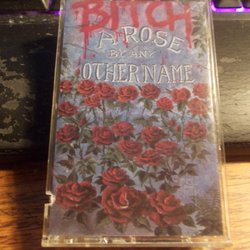 BITCH
A ROSE
BY ANY
OTHER NAME